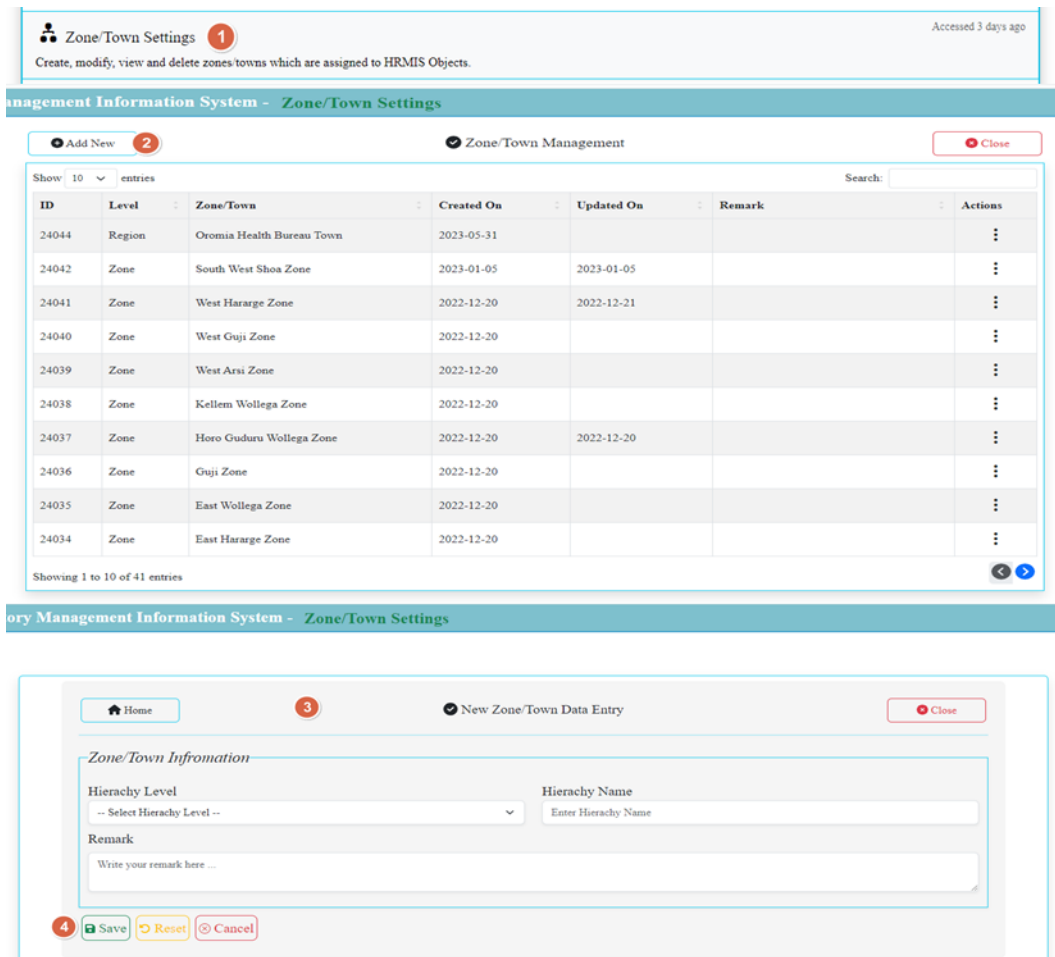 Zone/Town Settings 1 Accessed 3 days ago
Create, modify, view and delete zones/towns which are assigned to HRMIS Objects.
anagement Information System - Zone/Town Settings
Add New 2 Zone/Town Management Close
Show 10 entries Search:
ID Level Zone/Town Created On Updated On Remark Actions
24044 Region Oromia Health Bureau Town 2023-05-31
24042 Zone South West Shoa Zone 2023-01-05 2023-01-05
24041 Zone West Hararge Zone 2022-12-20 2022-12-21
24040 Zone West Guji Zone 2022-12-20
24039 Zone West Arsi Zone 2022-12-20
24038 Zone Kellem Wollega Zone 2022-12-20
24037 Zone Horo Guduru Wollega Zone 2022-12-20 2022-12-20
24036 Zone Guji Zone 2022-12-20
24035 Zone East Wollega Zone 2022-12-20
24034 Zone East Hararge Zone 2022-12-20
Showing 1 to 10 of 41 entries
ory Management Information System - Zone/Town Settings
Home 3 New Zone/Town Data Entry Close
Zone/Town Infromation
Hierachy Level Hierachy Name
-- Select Hierachy Level -- Enter Hierachy Name
Remark
Write your remark here ...
4 Save Reset Cancel